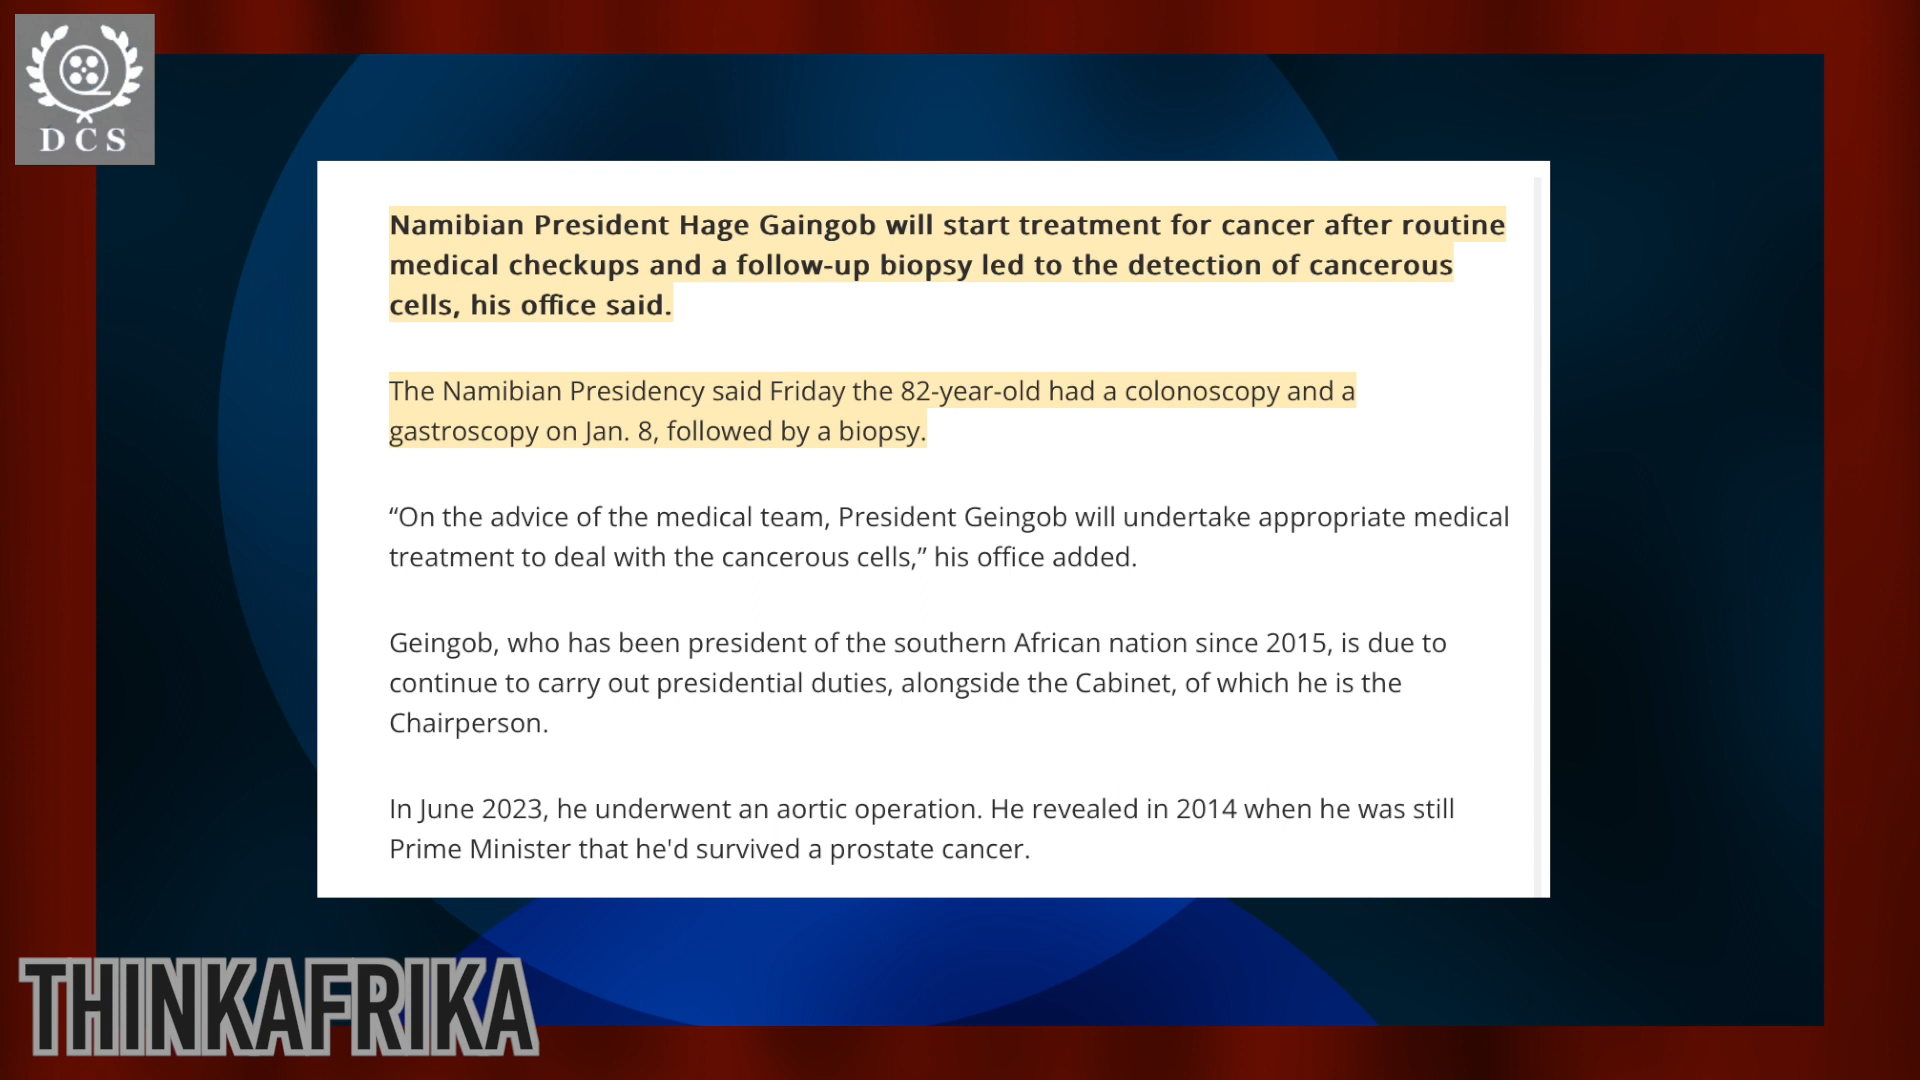 DCS
Namibian President Hage Gaingob will start treatment for cancer after routine
medical checkups and a follow-up biopsy led to the detection of cancerous
cells, his office said.
The Namibian Presidency said Friday the 82-year-old had a colonoscopy and a
gastroscopy on Jan. 8, followed by a biopsy.
“On the advice of the medical team, President Geingob will undertake appropriate medical
treatment to deal with the cancerous cells,” his office added.
Geingob, who has been president of the southern African nation since 2015, is due to
continue to carry out presidential duties, alongside the Cabinet, of which he is the
Chairperson.
In June 2023, he underwent an aortic operation. He revealed in 2014 when he was still
Prime Minister that he'd survived a prostate cancer.
THINKAFRIKA